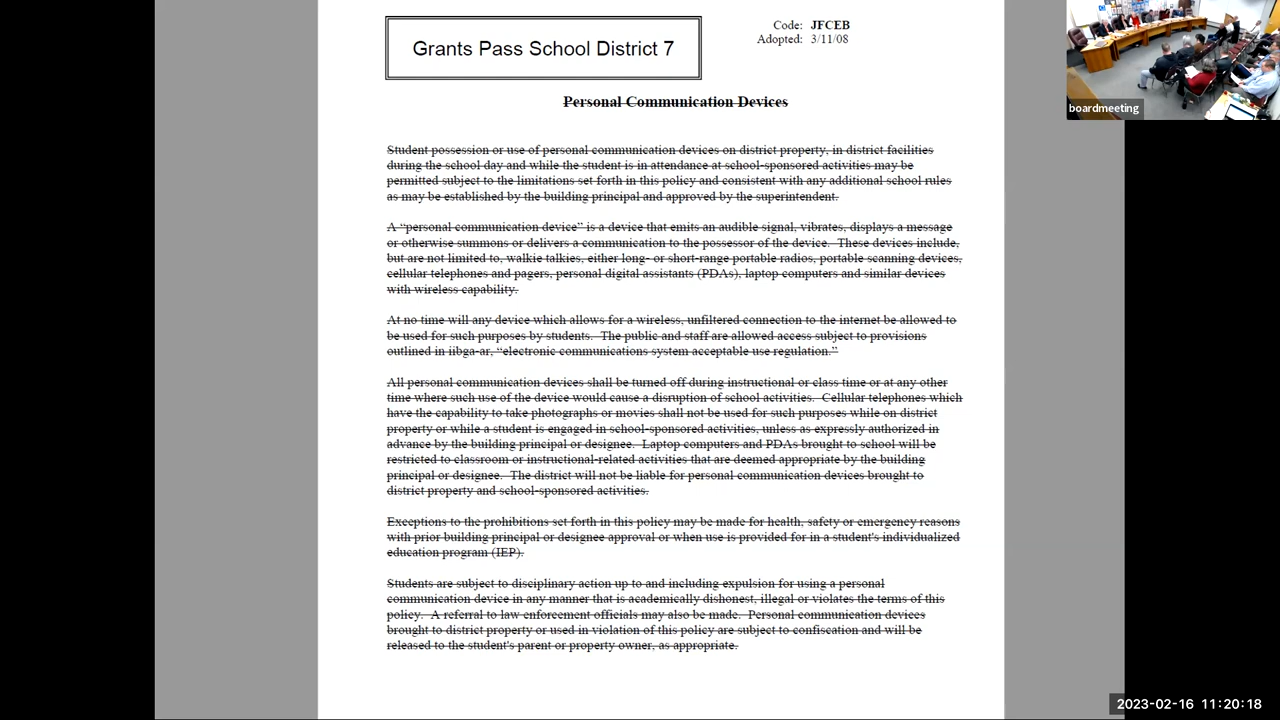 Grants Pass School District 7
Code: JFCEB
Adopted: 3/11/08
Personal Communication Devices
Student possession or use of personal communication devices on district property, in district facilities
during the school day and while the student is in attendance at school-sponsored activities may be
permitted subject to the limitations set forth in this policy and consistent with any additional school rules
as may be established by the building principal and approved by the superintendent.
A “personal communication device” is a device that emits an audible signal, vibrates, displays a message
or otherwise summons or delivers a communication to the possessor of the device. These devices include,
but are not limited to, walkie talkies, either long- or short-range portable radios, portable scanning devices,
cellular telephones and pagers, personal digital assistants (PDAs), laptop computers and similar devices
with wireless capability.
At no time will any device which allows for a wireless, unfiltered connection to the internet be allowed to
be used for such purposes by students. The public and staff are allowed access subject to provisions
outlined in iibga-ar, “electronic communications system acceptable use regulation.”
All personal communication devices shall be turned off during instructional or class time or at any other
time where such use of the device would cause a disruption of school activities. Cellular telephones which
have the capability to take photographs or movies shall not be used for such purposes while on district
property or while a student is engaged in school-sponsored activities, unless as expressly authorized in
advance by the building principal or designee. Laptop computers and PDAs brought to school will be
restricted to classroom or instructional-related activities that are deemed appropriate by the building
principal or designee. The district will not be liable for personal communication devices brought to
district property and school-sponsored activities.
Exceptions to the prohibitions set forth in this policy may be made for health, safety or emergency reasons
with prior building principal or designee approval or when use is provided for in a student's individualized
education program (IEP).
Students are subject to disciplinary action up to and including expulsion for using a personal
communication device in any manner that is academically dishonest, illegal or violates the terms of this
policy. A referral to law enforcement officials may also be made. Personal communication devices
brought to district property or used in violation of this policy are subject to confiscation and will be
released to the student's parent or property owner, as appropriate.
boardmeeting
2023-02-16 11:20:18